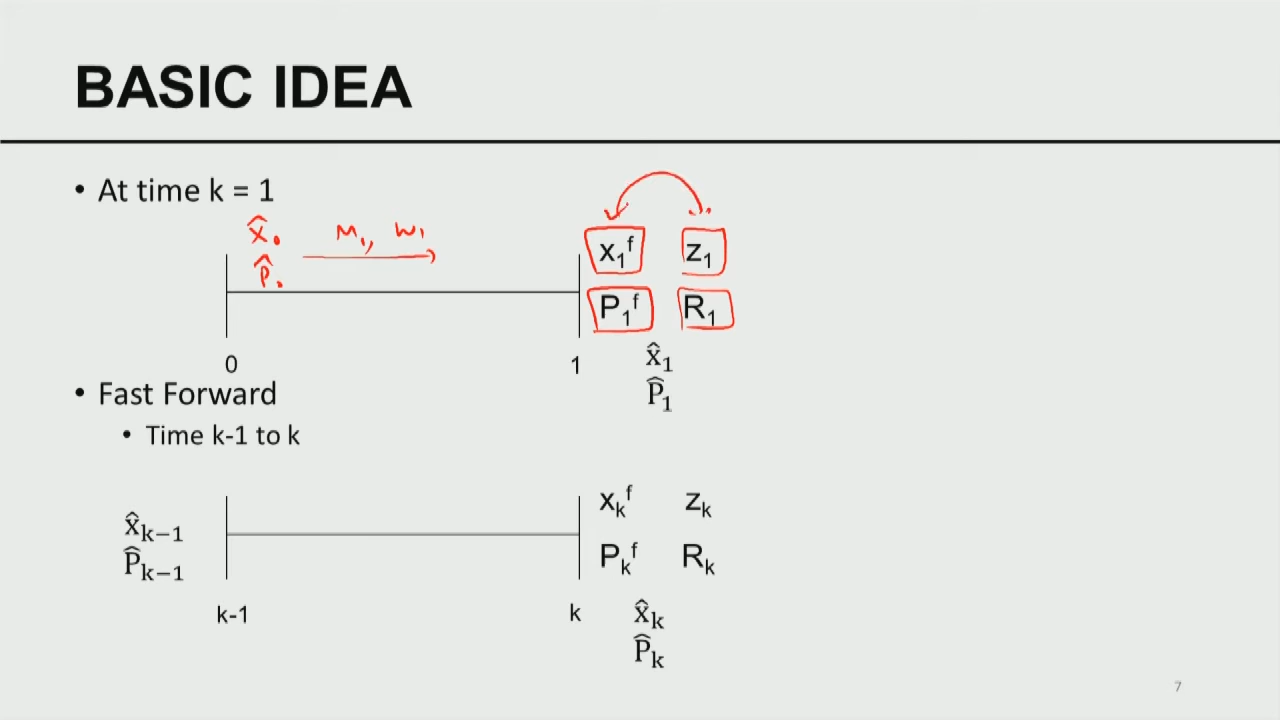 BASIC IDEA
• At time k = 1
x̂₀ M₁, W₁ x₁ᶠ z₁
P̂₀ P₁ᶠ R₁
0 1 x̂₁
P̂₁
• Fast Forward
• Time k-1 to k
x̂ₖ₋₁ xₖᶠ zₖ
P̂ₖ₋₁ Pₖᶠ Rₖ
k-1 k x̂ₖ
P̂ₖ
7